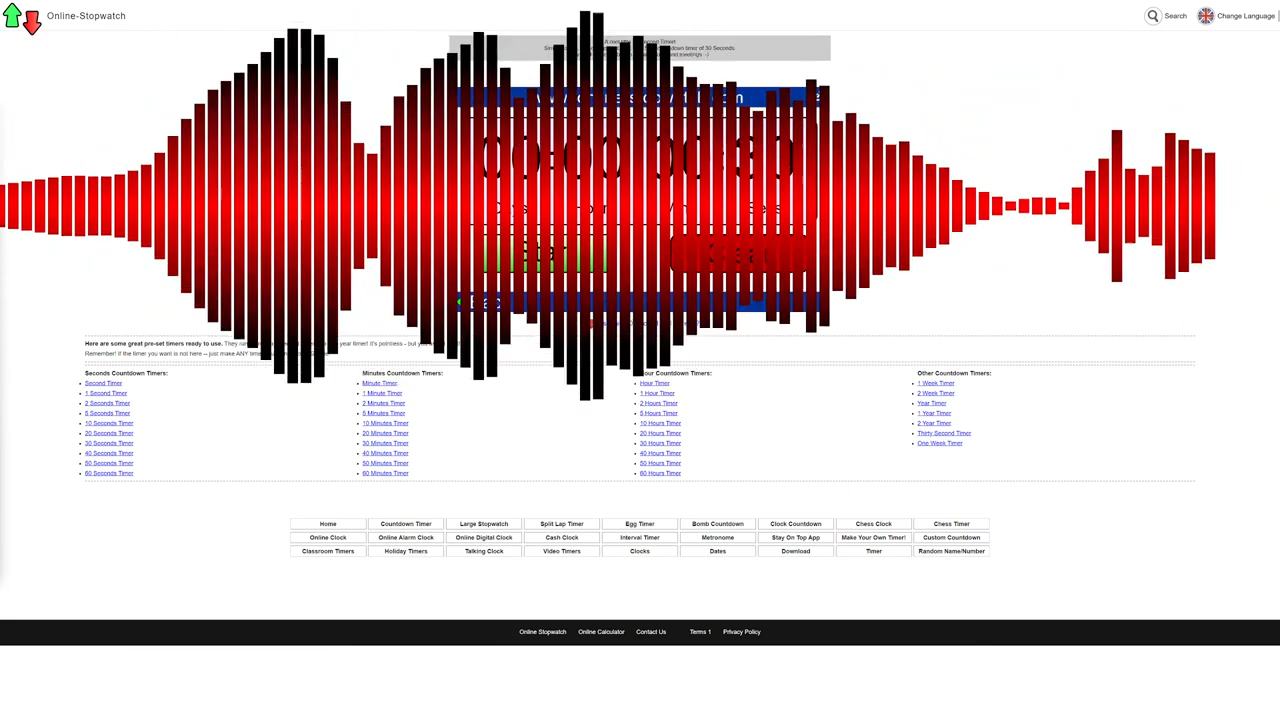 Online-Stopwatch
Search
Change Language
Here are some great pre-set timers ready to use.
Seconds Countdown Timers:
Second Timer
1 Second Timer
2 Seconds Timer
5 Seconds Timer
10 Seconds Timer
20 Seconds Timer
30 Seconds Timer
40 Seconds Timer
50 Seconds Timer
60 Seconds Timer
Minutes Countdown Timers:
Minute Timer
1 Minute Timer
2 Minutes Timer
5 Minutes Timer
10 Minutes Timer
20 Minutes Timer
30 Minutes Timer
40 Minutes Timer
50 Minutes Timer
60 Minutes Timer
Countdown Timers:
Hour Timer
1 Hour Timer
2 Hours Timer
5 Hours Timer
10 Hours Timer
20 Hours Timer
30 Hours Timer
40 Hours Timer
50 Hours Timer
60 Hours Timer
Other Countdown Timers:
1 Week Timer
2 Week Timer
Year Timer
1 Year Timer
2 Year Timer
Thirty Second Timer
One Week Timer
Home Countdown Timer Large Stopwatch Split Lap Timer Egg Timer Bomb Countdown Clock Countdown Chess Clock Chess Timer
Online Clock Online Alarm Clock Online Digital Clock Cash Clock Interval Timer Metronome Stay On Top App Make Your Own Timer! Custom Countdown
Classroom Timers Holiday Timers Talking Clock Video Timers Clocks Dates Download Timer Random Name/Number
Online Stopwatch Online Calculator Contact Us Terms 1 Privacy Policy